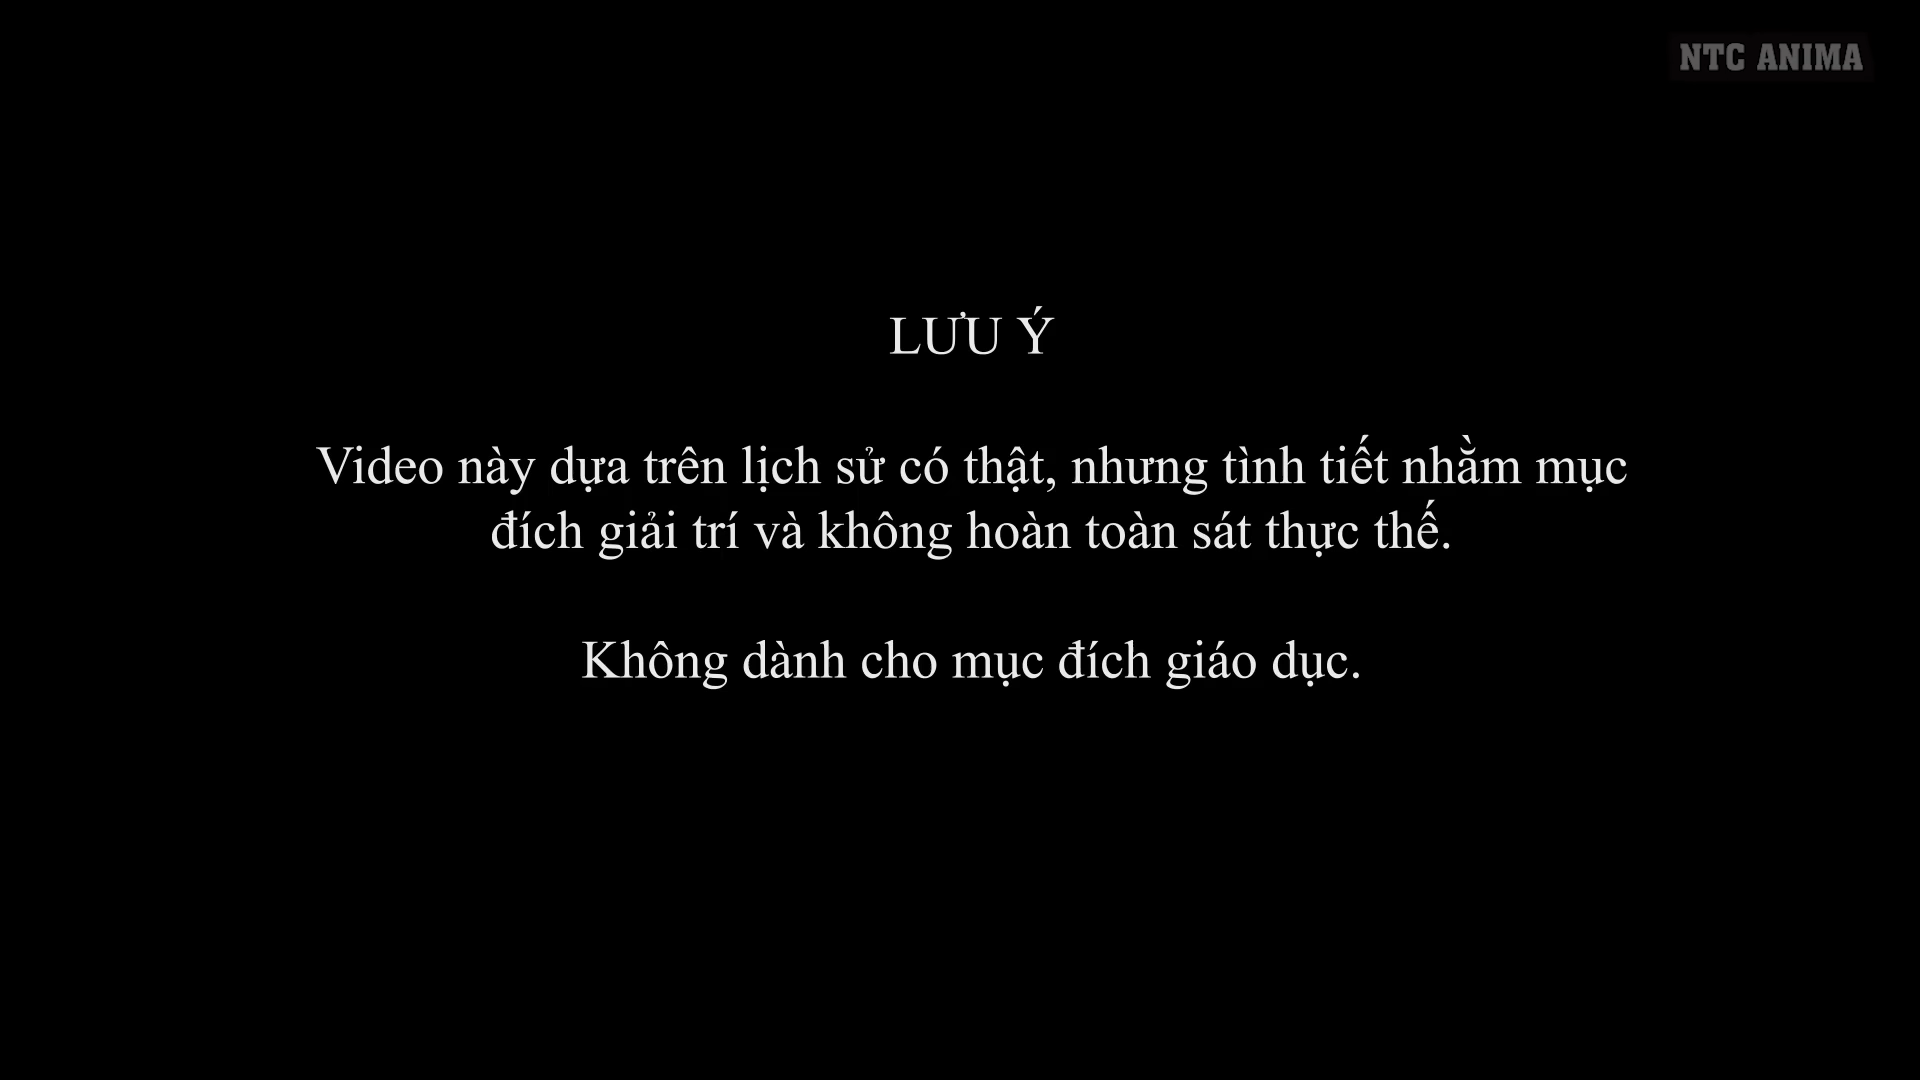 NTC ANIMA
LƯU Ý
Video này dựa trên lịch sử có thật, nhưng tình tiết nhằm mục
đích giải trí và không hoàn toàn sát thực thế.
Không dành cho mục đích giáo dục.